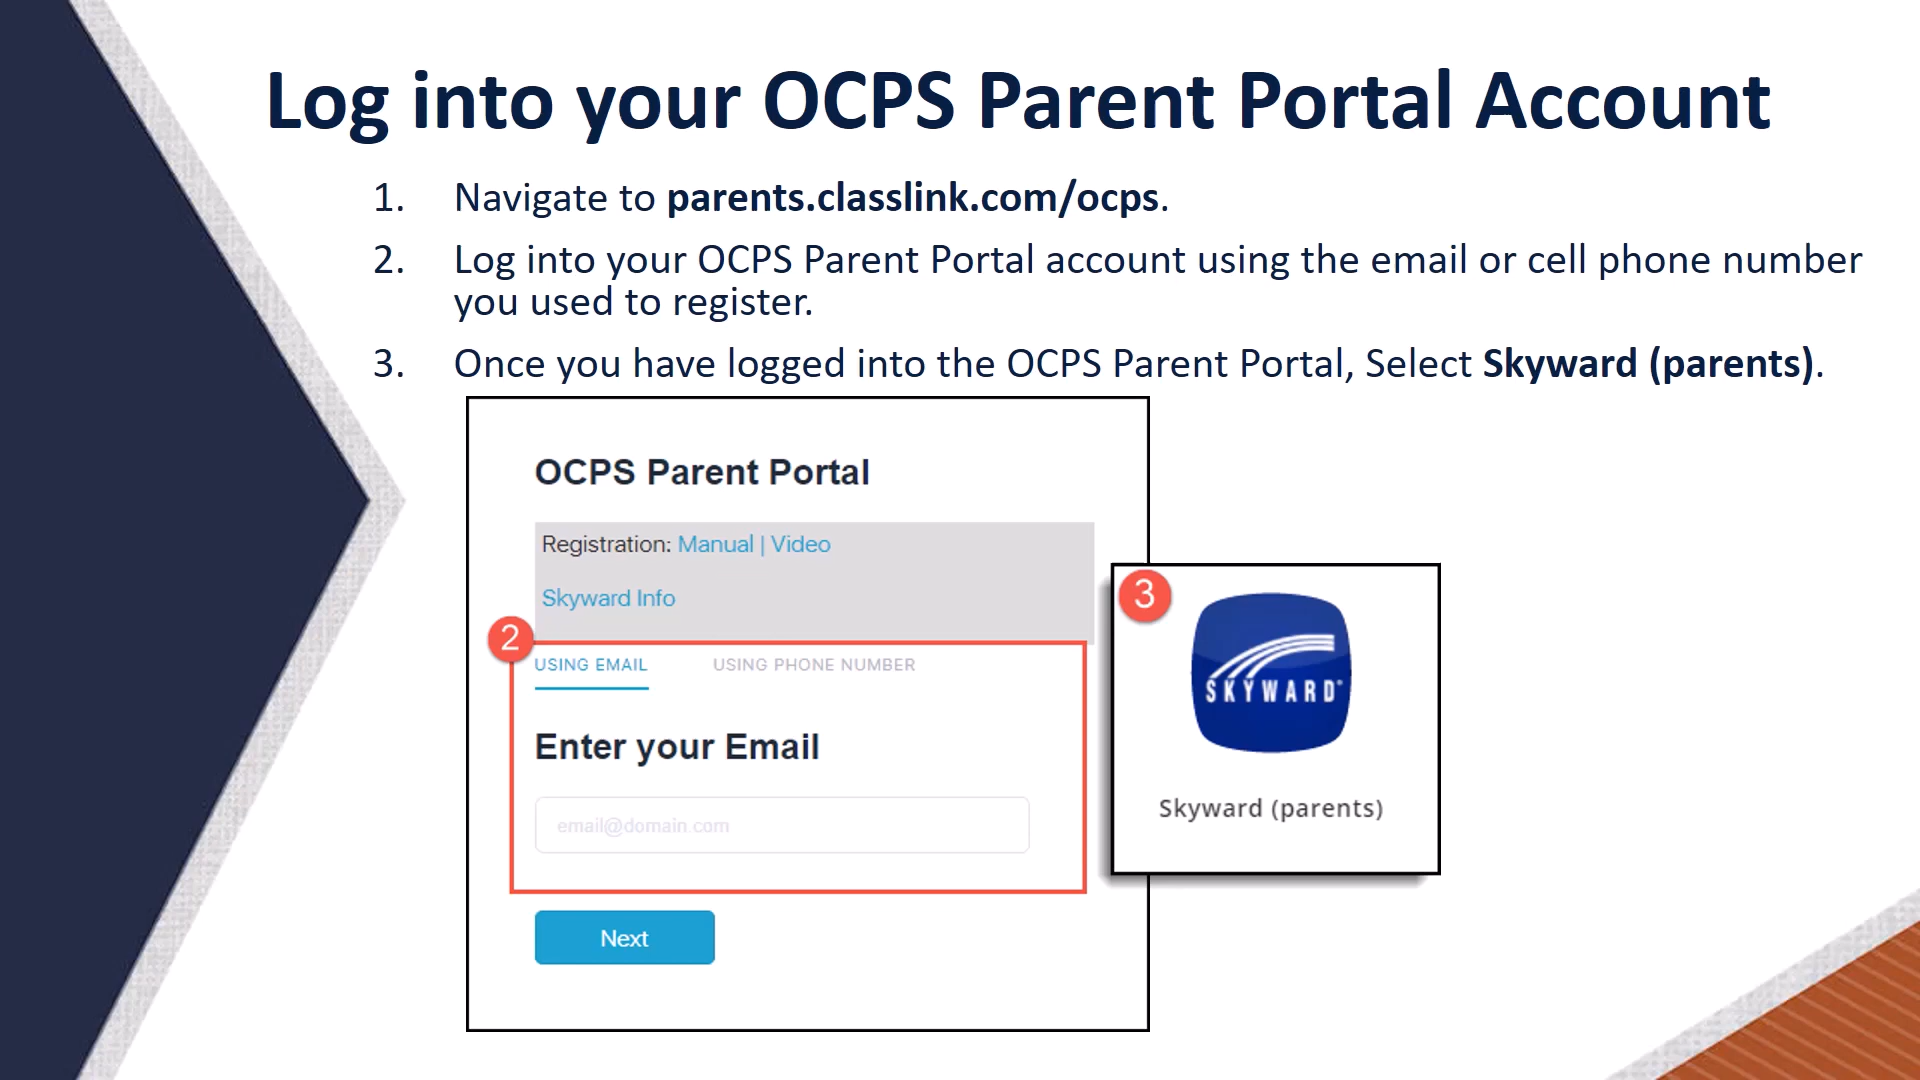 Log into your OCPS Parent Portal Account
1. Navigate to parents.classlink.com/ocps.
2. Log into your OCPS Parent Portal account using the email or cell phone number
you used to register.
3. Once you have logged into the OCPS Parent Portal, Select Skyward (parents).
OCPS Parent Portal
Registration: Manual | Video
Skyward Info
2
USING EMAIL USING PHONE NUMBER
Enter your Email
email@domain.com
Next
3
SKYWARD®
Skyward (parents)